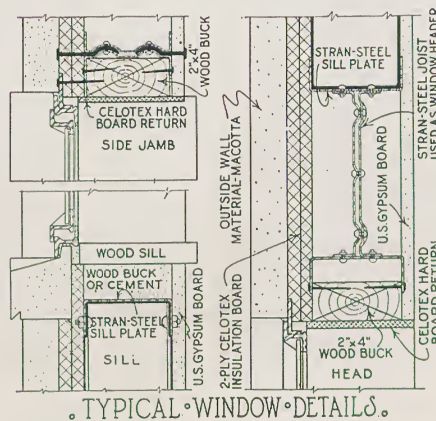 2"x4"
WOOD BUCK
CELOTEX HARD
BOARD RETURN
SIDE JAMB
WOOD SILL
WOOD BUCK
OR CEMENT
STRAN-STEEL
SILL PLATE
SILL
U.S.GYPSUM BOARD
OUTSIDE WALL
MATERIAL-MACOTTA
2-PLY CELOTEX
INSULATION BOARD
STRAN-STEEL
SILL PLATE
U.S.GYPSUM BOARD
STRAN-STEEL JOIST
USED AS WINDOW HEADER
2"x4"
WOOD BUCK
HEAD
CELOTEX HARD
BOARD RETURN
TYPICAL WINDOW DETAILS